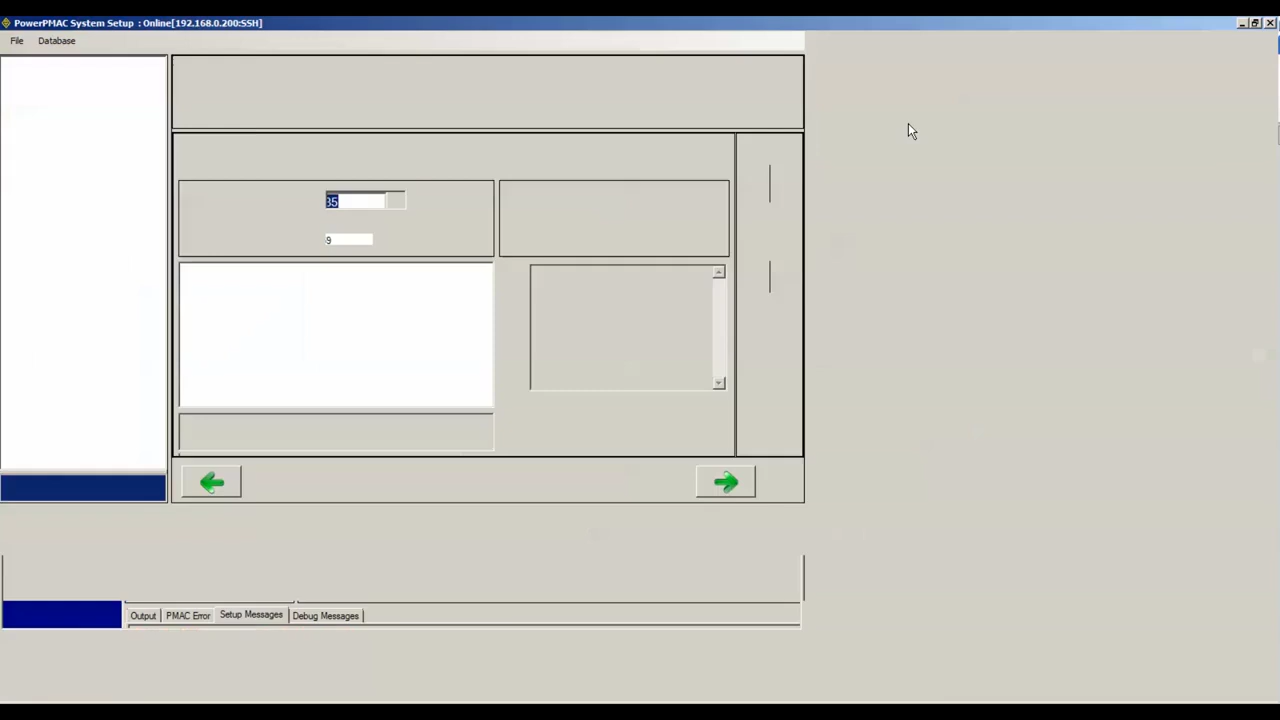 PowerPMAC System Setup : Online[192.168.0.200:SSH]
File Database
35
9
Output PMAC Error Setup Messages Debug Messages